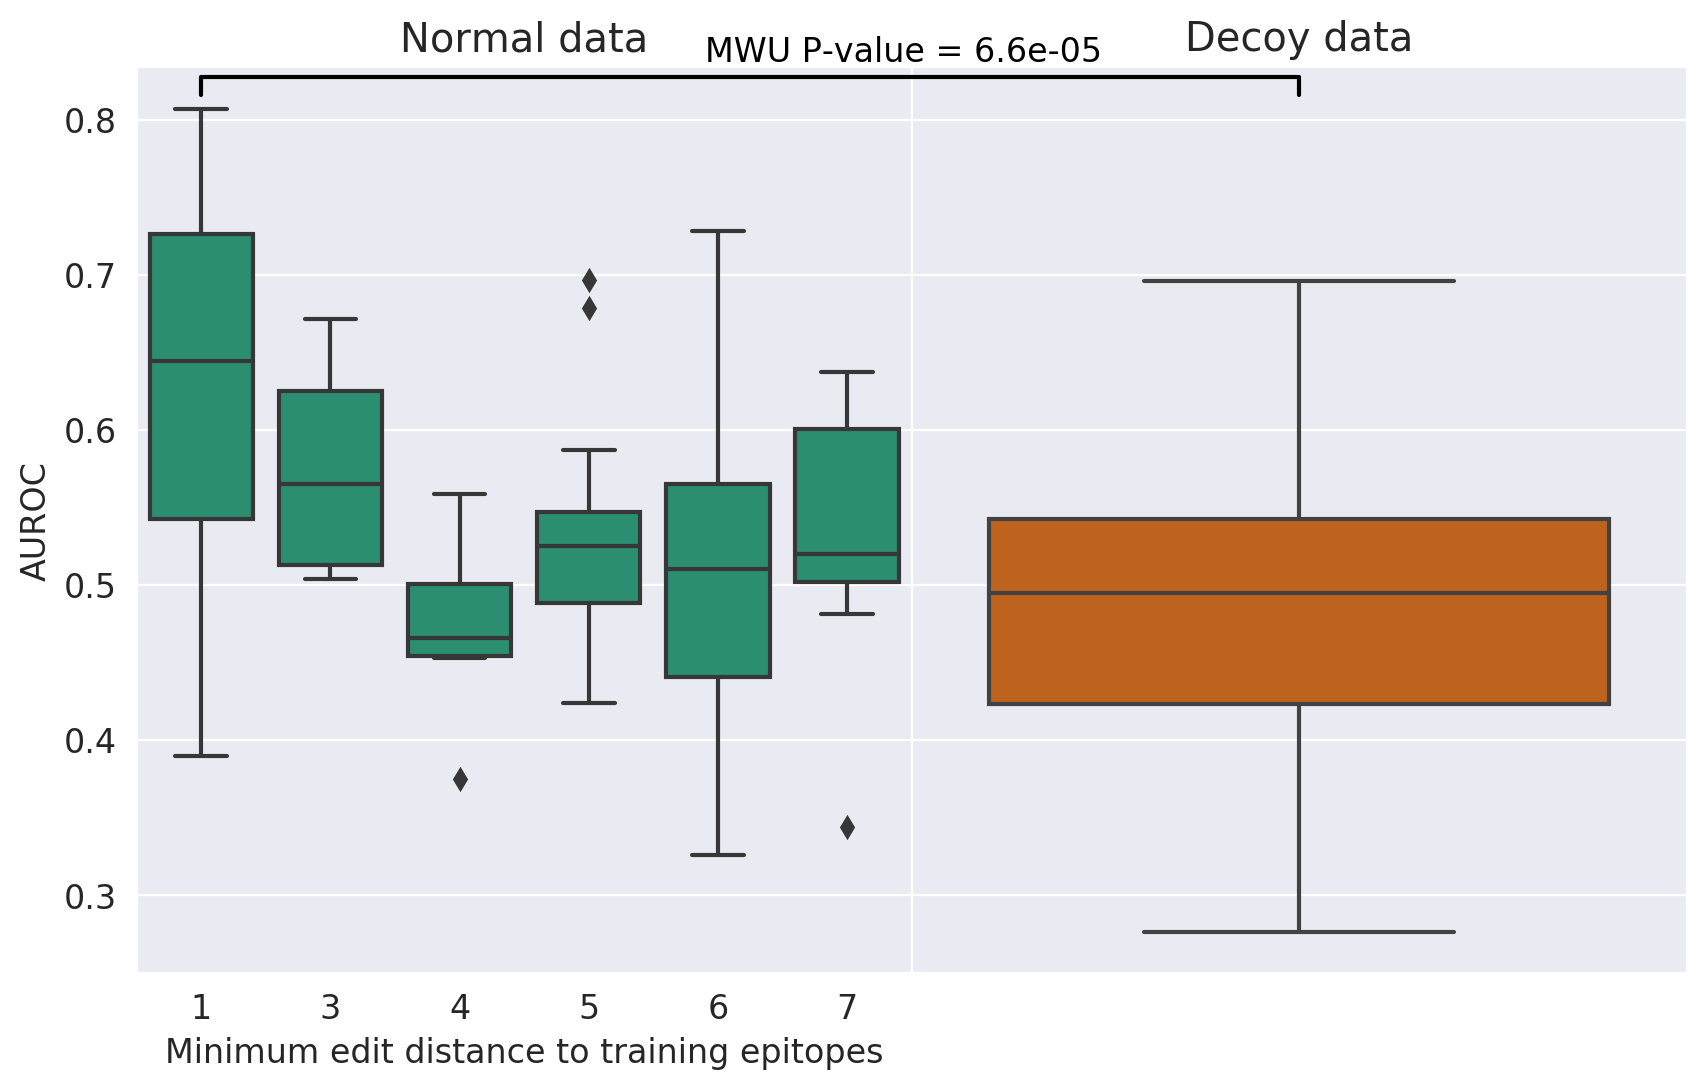 Normal data
MWU P-value = 6.6e-05
Decoy data
0.8
0.7
0.6
0.5
0.4
0.3
AUROC
1 3 4 5 6 7
Minimum edit distance to training epitopes